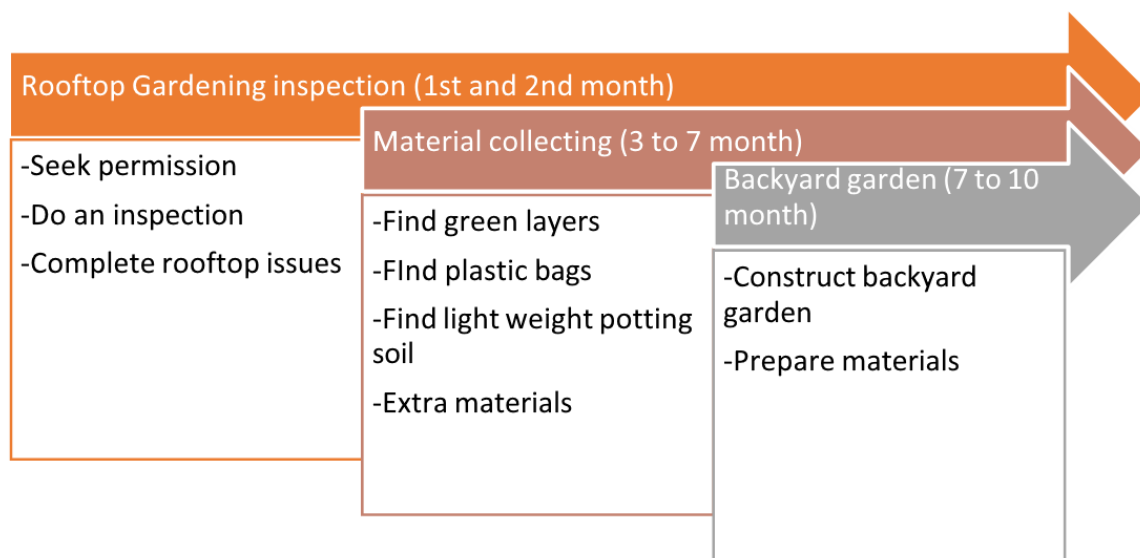 Rooftop Gardening inspection (1st and 2nd month)
-Seek permission
-Do an inspection
-Complete rooftop issues
Material collecting (3 to 7 month)
-Find green layers
-FInd plastic bags
-Find light weight potting
soil
-Extra materials
Backyard garden (7 to 10
month)
-Construct backyard
garden
-Prepare materials